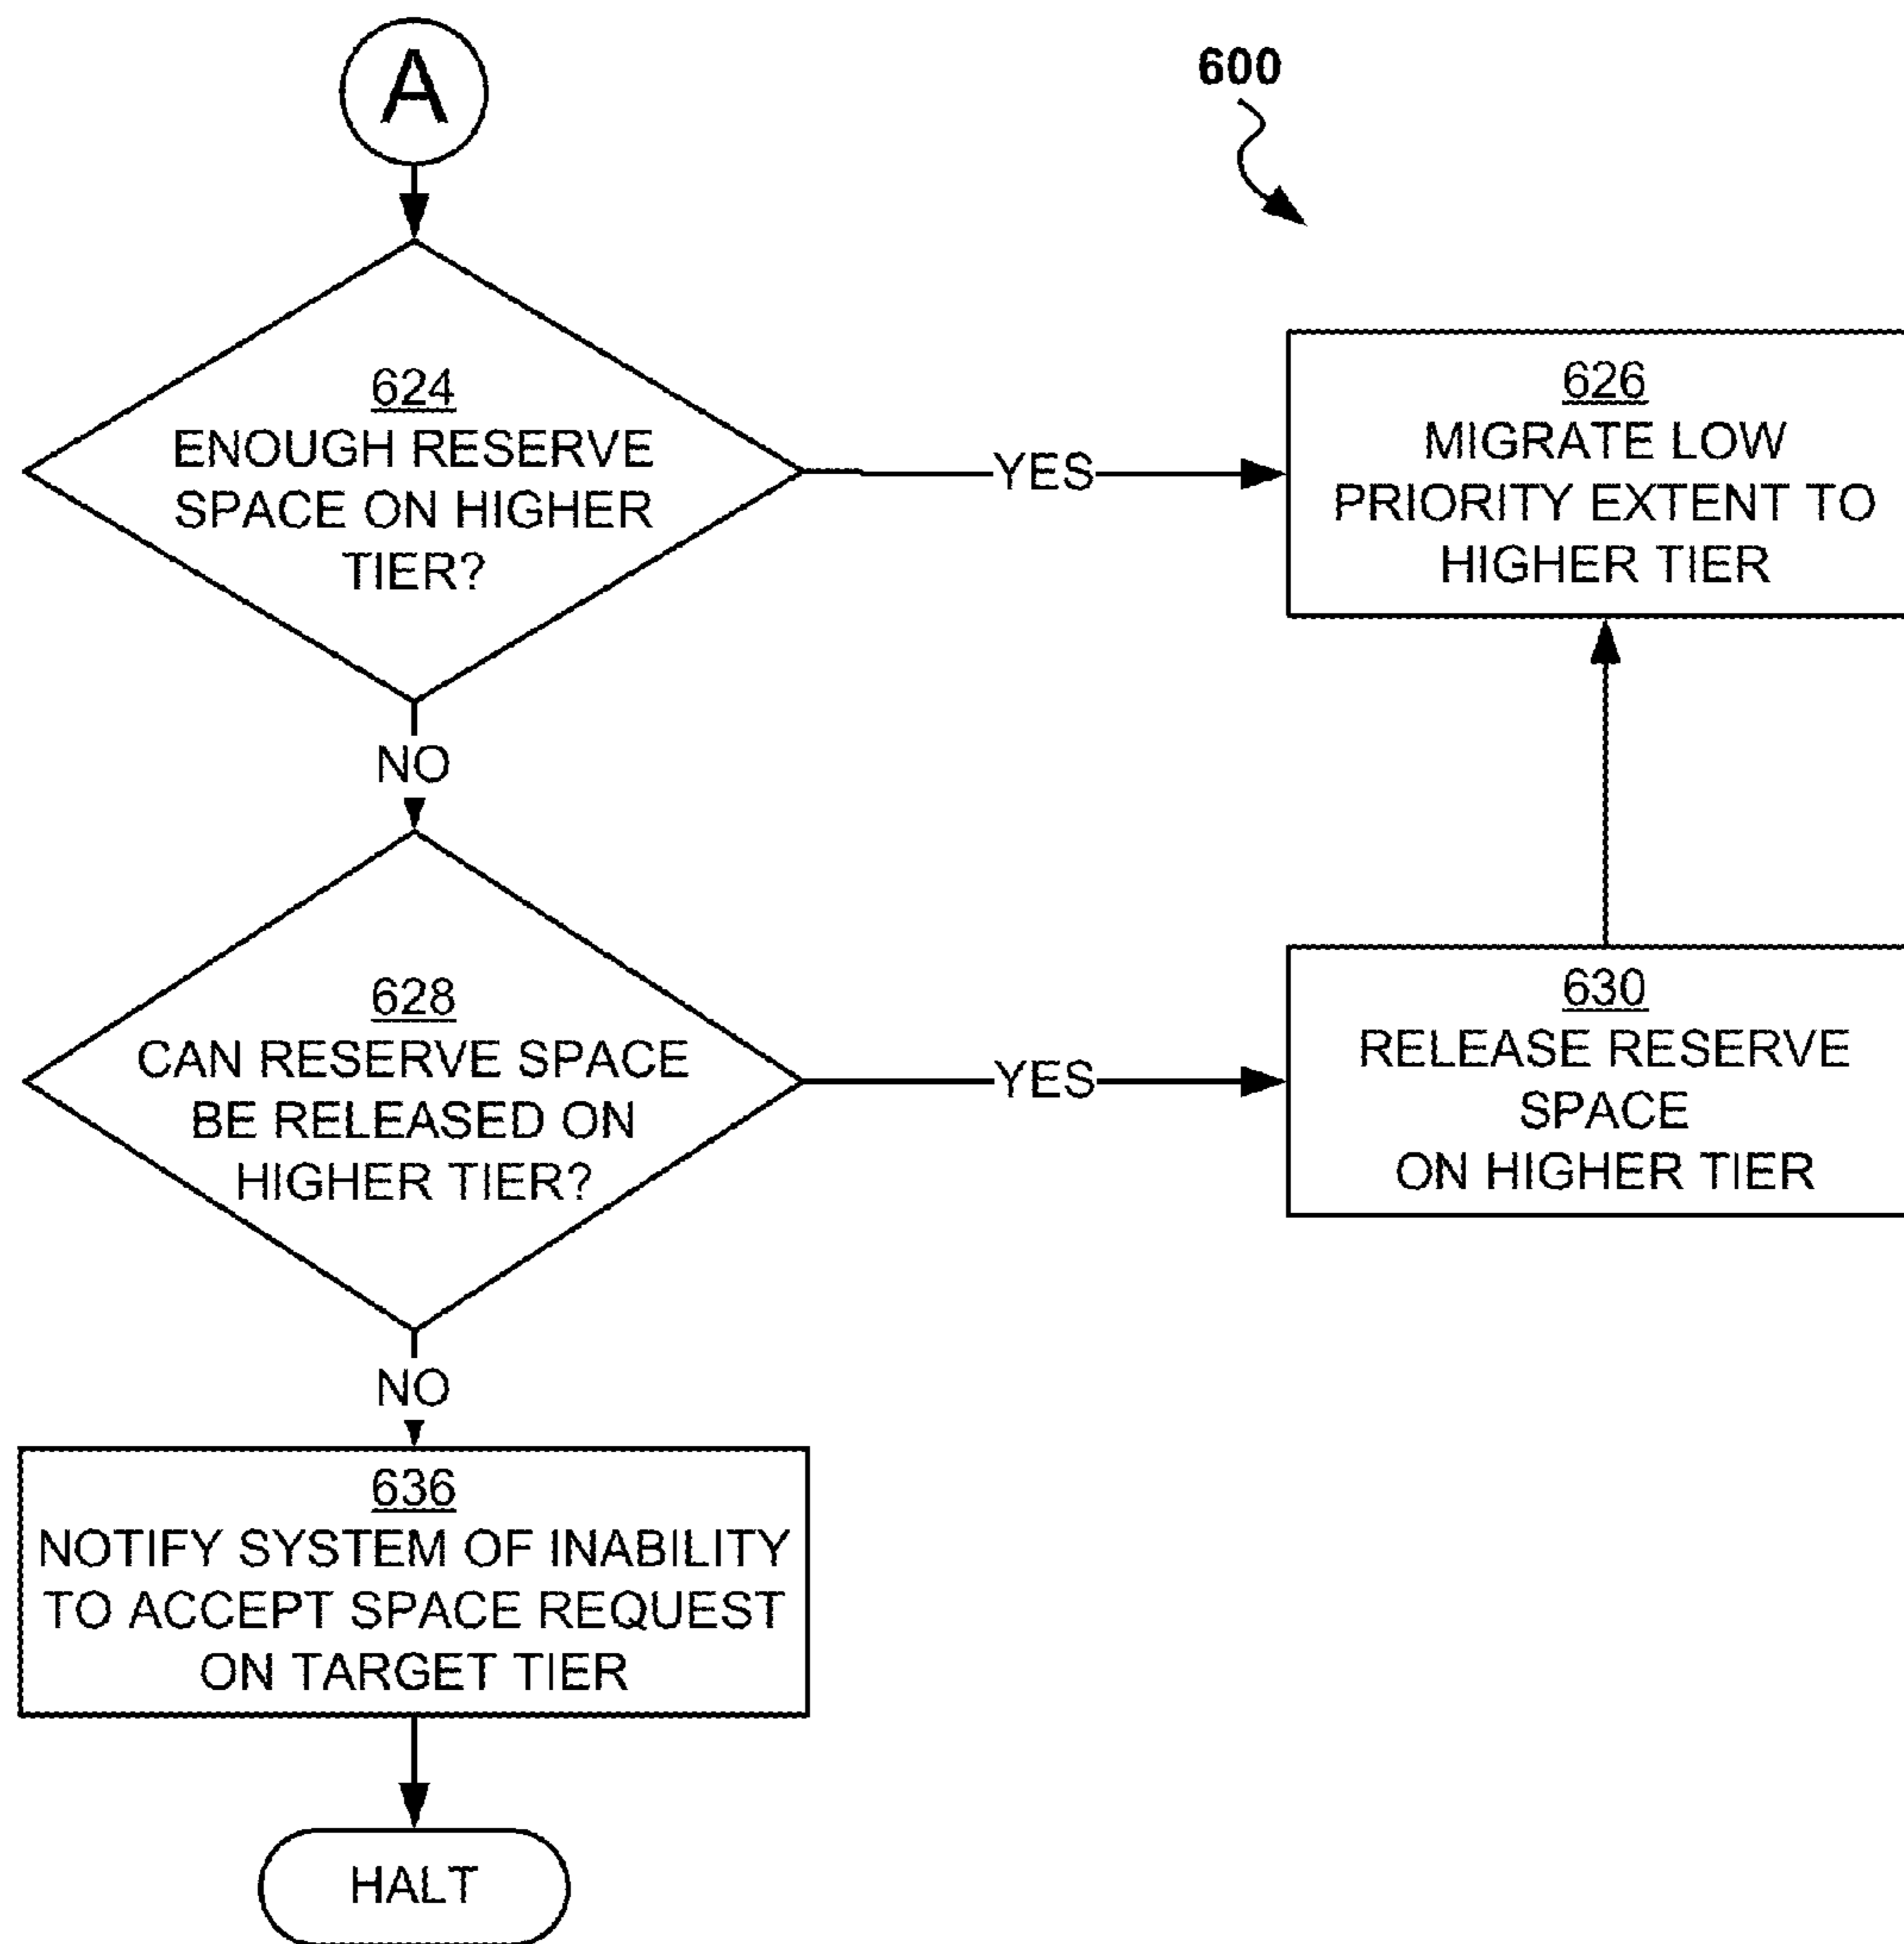 A
600
624
ENOUGH RESERVE
SPACE ON HIGHER
TIER?
YES
626
MIGRATE LOW
PRIORITY EXTENT TO
HIGHER TIER
NO
628
CAN RESERVE SPACE
BE RELEASED ON
HIGHER TIER?
YES
630
RELEASE RESERVE
SPACE
ON HIGHER TIER
NO
636
NOTIFY SYSTEM OF INABILITY
TO ACCEPT SPACE REQUEST
ON TARGET TIER
HALT